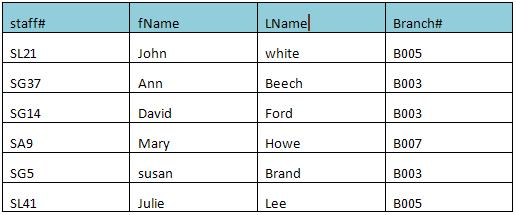 staff# fName LName Branch#
SL21 John white B005
SG37 Ann Beech B003
SG14 David Ford B003
SA9 Mary Howe B007
SG5 susan Brand B003
SL41 Julie Lee B005